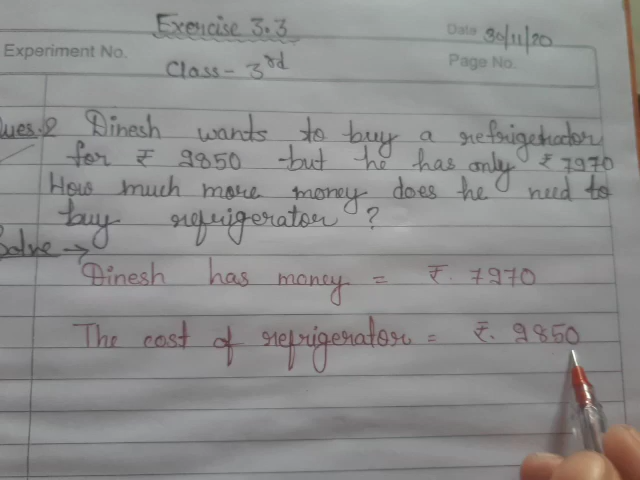 Exercise 3.3
Date 30/11/20
Experiment No.
Class - 3rd
Page No.
Ques.2 Dinesh wants to buy a refrigerator
for ₹ 9850 but he has only ₹ 7970
How much more money does he need to
buy refrigerator ?
Solve →
Dinesh has money = ₹. 7970
The cost of refrigerator = ₹. 9850